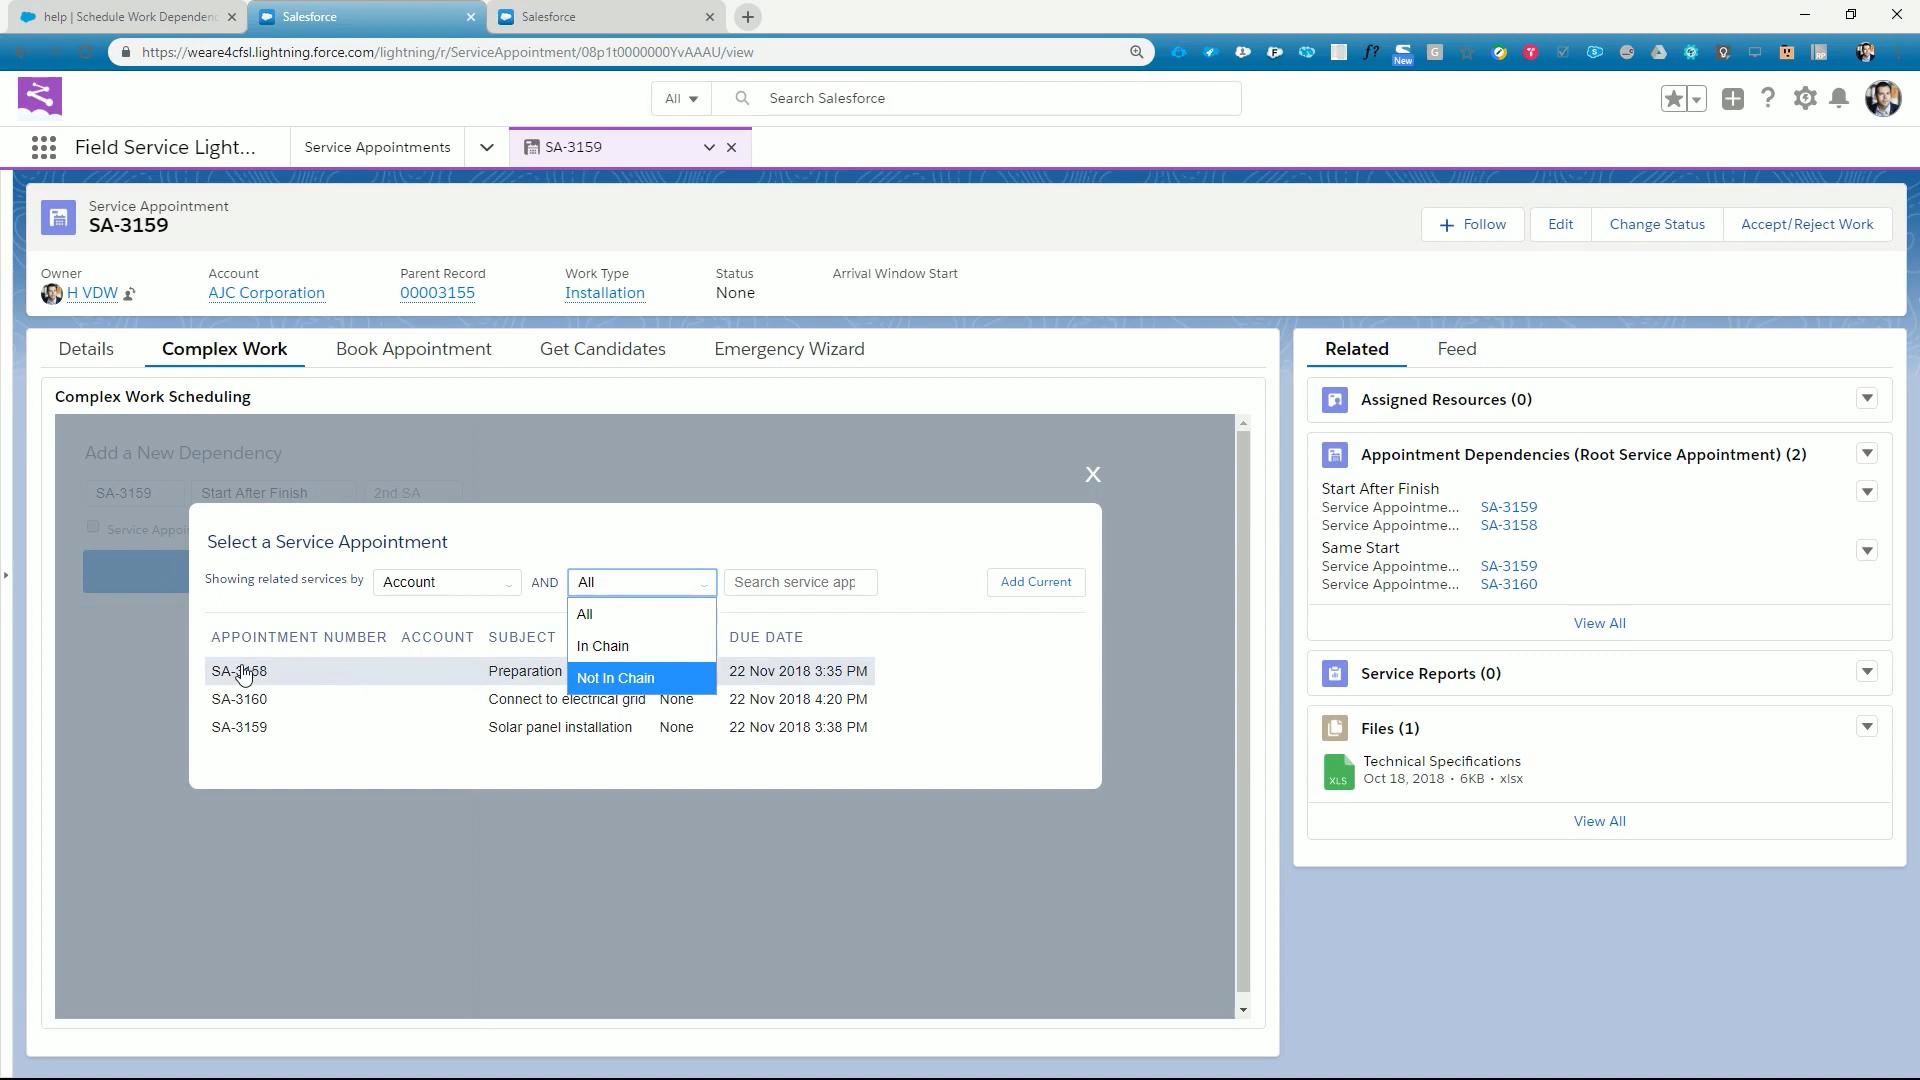 help | Schedule Work Dependenc
Salesforce
Salesforce
https://weare4cfsl.lightning.force.com/lightning/r/ServiceAppointment/08p1t0000000YvAAAU/view
New
All
Search Salesforce
Field Service Light...
Service Appointments
SA-3159
Service Appointment
SA-3159
Follow
Edit
Change Status
Accept/Reject Work
Owner
Account
Parent Record
Work Type
Status
Arrival Window Start
H VDW
AJC Corporation
00003155
Installation
None
Details
Complex Work
Book Appointment
Get Candidates
Emergency Wizard
Complex Work Scheduling
Add a New Dependency
SA-3159
Start After Finish
2nd SA
Service Appoi
X
Select a Service Appointment
Showing related services by
Account
AND
All
Search service app
Add Current
All
In Chain
Not In Chain
APPOINTMENT NUMBER
ACCOUNT
SUBJECT
DUE DATE
SA-3158
Preparation
22 Nov 2018 3:35 PM
SA-3160
Connect to electrical grid
None
22 Nov 2018 4:20 PM
SA-3159
Solar panel installation
None
22 Nov 2018 3:38 PM
Related
Feed
Assigned Resources (0)
Appointment Dependencies (Root Service Appointment) (2)
Start After Finish
Service Appointme... SA-3159
Service Appointme... SA-3158
Same Start
Service Appointme... SA-3159
Service Appointme... SA-3160
View All
Service Reports (0)
Files (1)
XLS
Technical Specifications
Oct 18, 2018 • 6KB • xlsx
View All